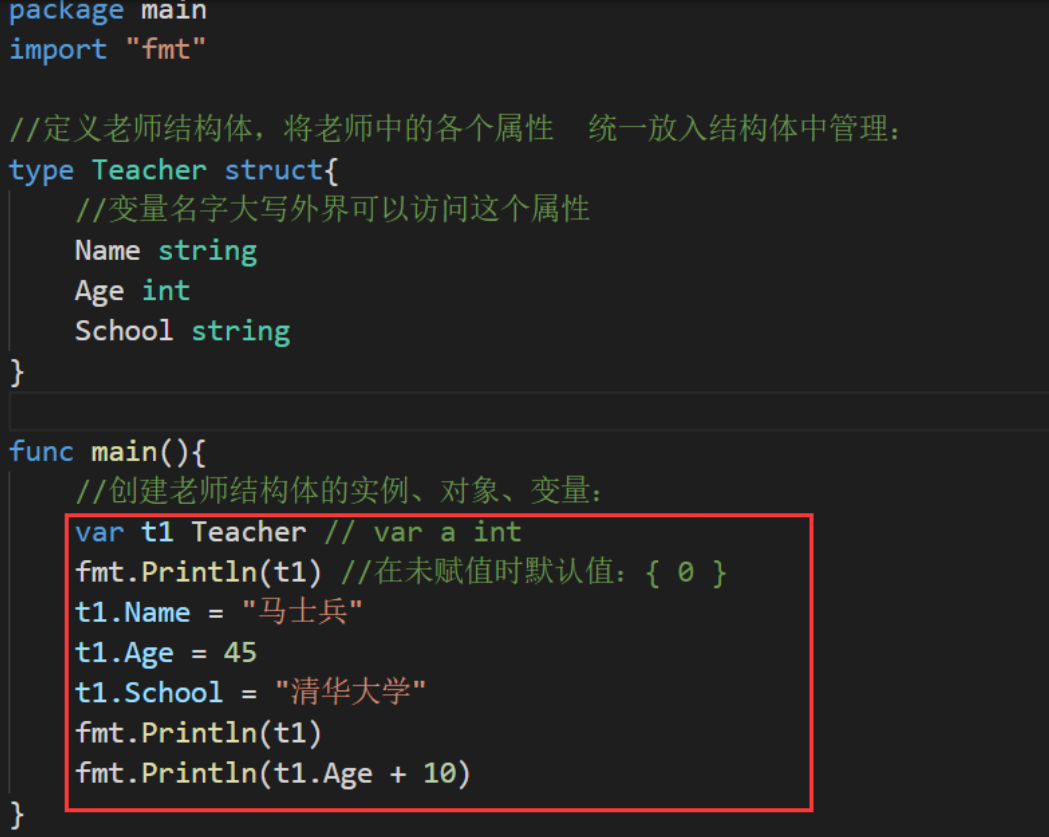 package main
import "fmt"
//定义老师结构体，将老师中的各个属性  统一放入结构体中管理：
type Teacher struct{
    //变量名字大写外界可以访问这个属性
    Name string
    Age int
    School string
}
func main(){
    //创建老师结构体的实例、对象、变量：
    var t1 Teacher // var a int
    fmt.Println(t1) //在未赋值时默认值：{ 0 }
    t1.Name = "马士兵"
    t1.Age = 45
    t1.School = "清华大学"
    fmt.Println(t1)
    fmt.Println(t1.Age + 10)
}